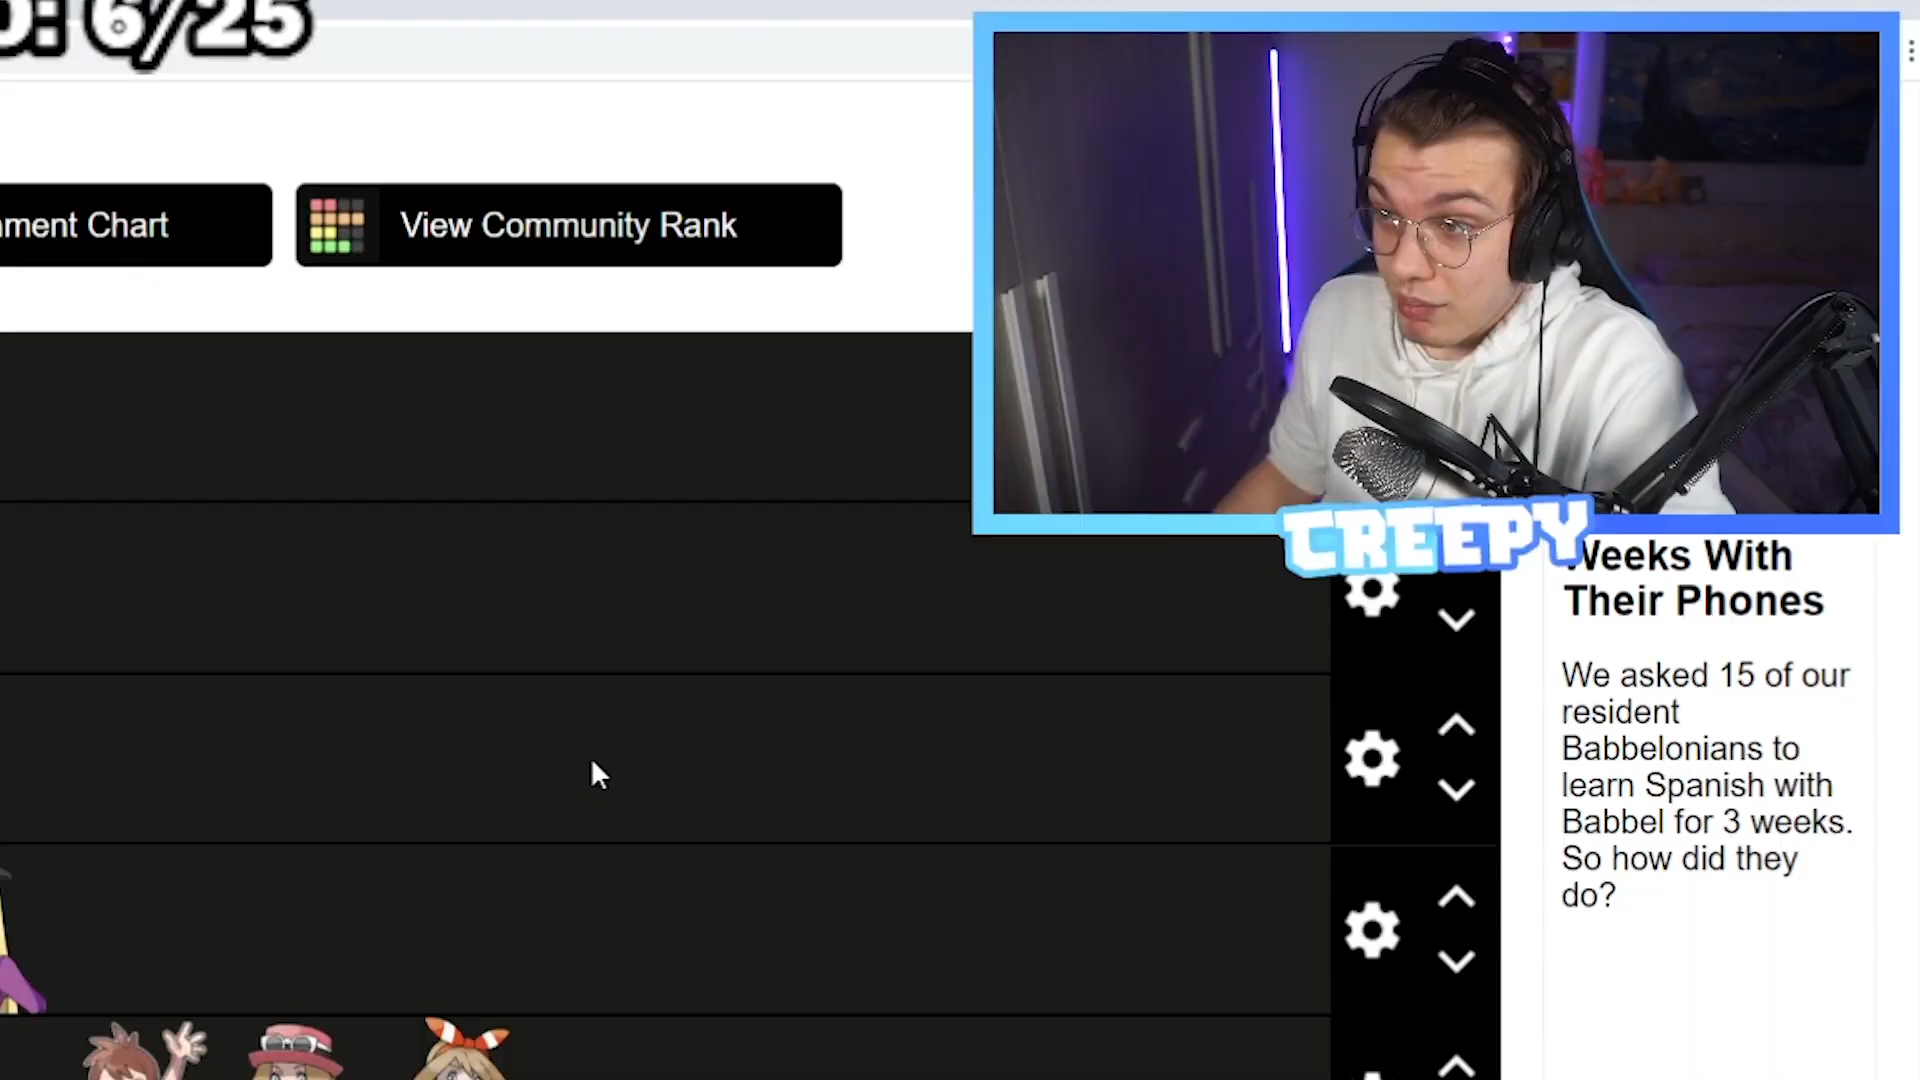 : 6/25
ment Chart
View Community Rank
CREEPY
Weeks With
Their Phones
We asked 15 of our
resident
Babbelonians to
learn Spanish with
Babbel for 3 weeks.
So how did they
do?